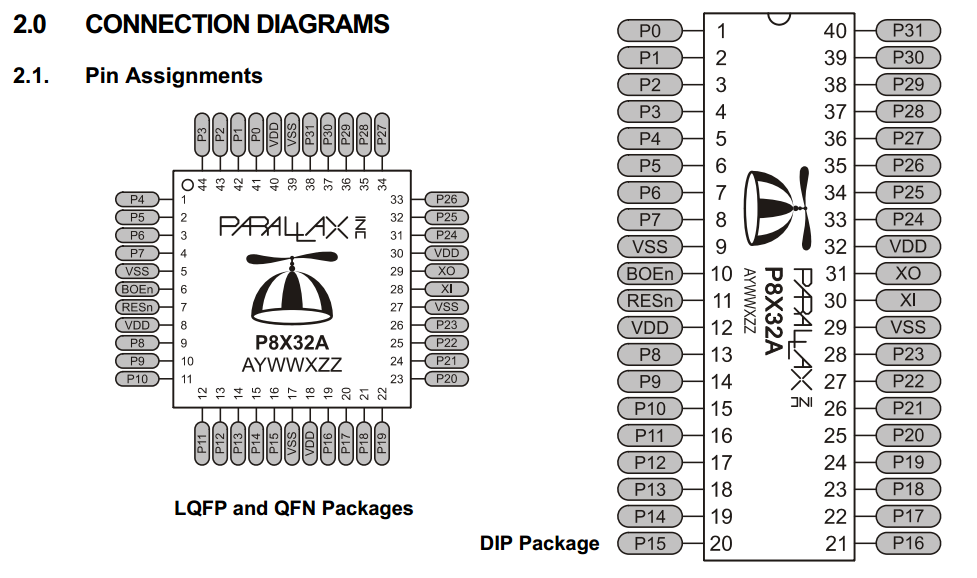 2.0 CONNECTION DIAGRAMS
2.1. Pin Assignments
P3 P2 P1 P0 VDD VSS P31 P30 P29 P28 P27
44 43 42 41 40 39 38 37 36 35 34
P4 1 33 P26
P5 2 32 P25
P6 3 31 P24
P7 4 30 VDD
VSS 5 29 XO
BOEn 6 28 XI
RESn 7 27 VSS
VDD 8 26 P23
P8 9 25 P22
P9 10 24 P21
P10 11 23 P20
PARALLAX INC
P8X32A
AYWWXZZ
12 13 14 15 16 17 18 19 20 21 22
P11 P12 P13 P14 P15 VSS VDD P16 P17 P18 P19
LQFP and QFN Packages
P0 1 40 P31
P1 2 39 P30
P2 3 38 P29
P3 4 37 P28
P4 5 36 P27
P5 6 35 P26
P6 7 34 P25
P7 8 33 P24
VSS 9 32 VDD
BOEn 10 31 XO
RESn 11 30 XI
VDD 12 29 VSS
P8 13 28 P23
P9 14 27 P22
P10 15 26 P21
P11 16 25 P20
P12 17 24 P19
P13 18 23 P18
P14 19 22 P17
P15 20 21 P16
PARALLAX INC
P8X32A
AYWWXZZ
DIP Package